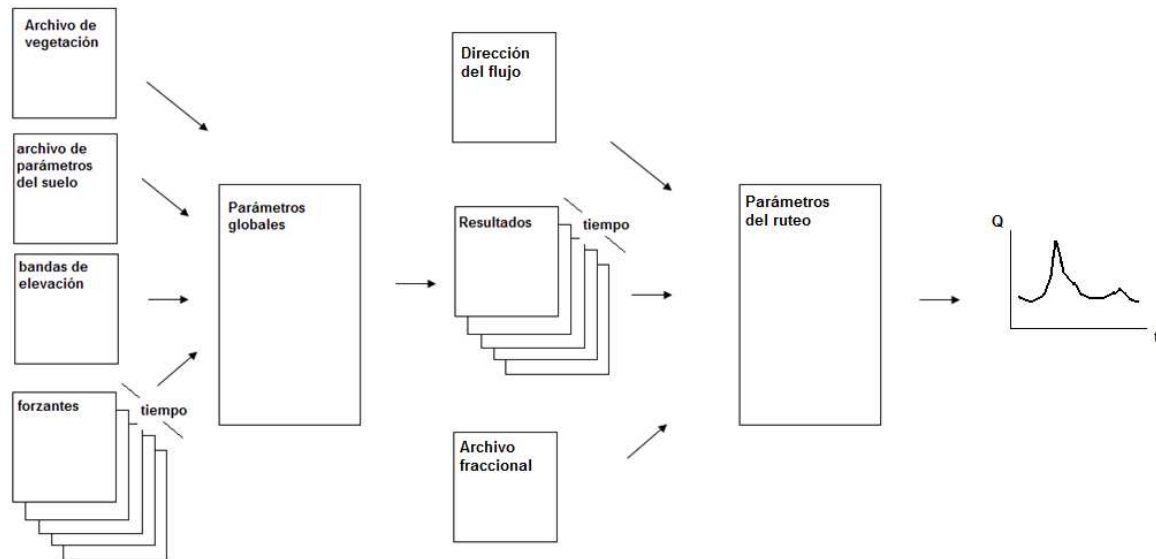 Archivo de
vegetación
archivo de
parámetros
del suelo
bandas de
elevación
forzantes
tiempo
Parámetros
globales
Dirección
del flujo
Resultados
tiempo
Archivo
fraccional
Parámetros
del ruteo
Q
t